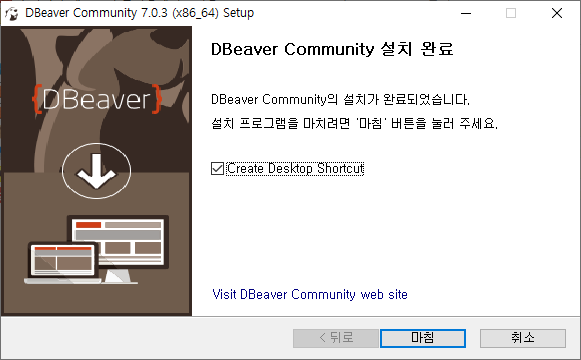 DBeaver Community 7.0.3 (x86_64) Setup
{DBeaver}
DBeaver Community 설치 완료
DBeaver Community의 설치가 완료되었습니다.
설치 프로그램을 마치려면 '마침' 버튼을 눌러 주세요.
Create Desktop Shortcut
Visit DBeaver Community web site
< 뒤로
마침
취소